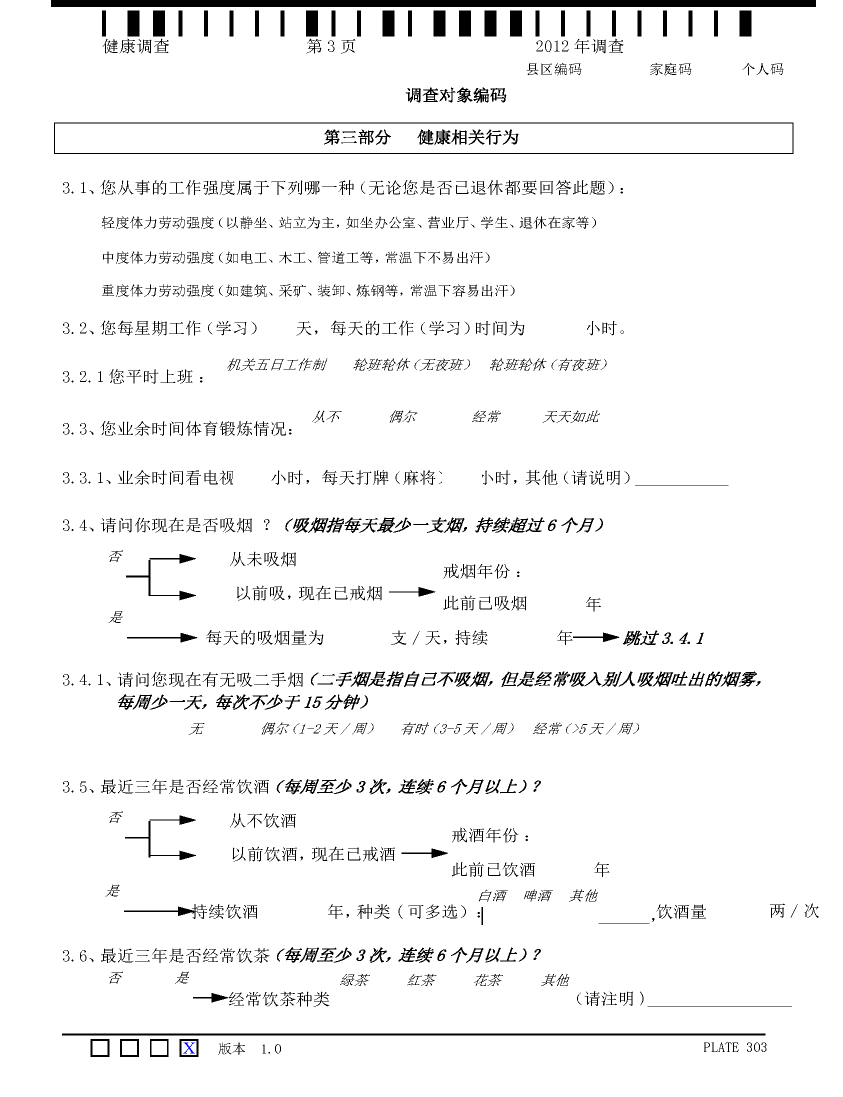 健康调查 第 3 页 2012 年调查
县区编码 家庭码 个人码
调查对象编码
第三部分 健康相关行为
3.1、您从事的工作强度属于下列哪一种（无论您是否已退休都要回答此题）：
轻度体力劳动强度（以静坐、站立为主，如坐办公室、营业厅、学生、退休在家等）
中度体力劳动强度（如电工、木工、管道工等，常温下不易出汗）
重度体力劳动强度（如建筑、采矿、装卸、炼钢等，常温下容易出汗）
3.2、您每星期工作（学习） 天，每天的工作（学习）时间为 小时。
机关五日工作制 轮班轮休（无夜班） 轮班轮休（有夜班）
3.2.1 您平时上班：
从不 偶尔 经常 天天如此
3.3、您业余时间体育锻炼情况：
3.3.1、业余时间看电视 小时，每天打牌（麻将） 小时，其他（请说明）___________
3.4、请问你现在是否吸烟 ？（吸烟指每天最少一支烟，持续超过 6 个月）
否 从未吸烟
戒烟年份：
以前吸，现在已戒烟
此前已吸烟 年
是
每天的吸烟量为 支／天，持续 年 跳过 3.4.1
3.4.1、请问您现在有无吸二手烟（二手烟是指自己不吸烟，但是经常吸入别人吸烟吐出的烟雾，
每周少一天，每次不少于 15 分钟）
无 偶尔（1-2 天／周） 有时（3-5 天／周） 经常（>5 天／周）
3.5、最近三年是否经常饮酒（每周至少 3 次，连续 6 个月以上）？
否 从不饮酒
戒酒年份：
以前饮酒，现在已戒酒
此前已饮酒 年
是 白酒 啤酒 其他
持续饮酒 年，种类（可多选）： ______，饮酒量 两／次
3.6、最近三年是否经常饮茶（每周至少 3 次，连续 6 个月以上）？
否 是 绿茶 红茶 花茶 其他
经常饮茶种类 （请注明）_________________
X 版本 1.0 PLATE 303